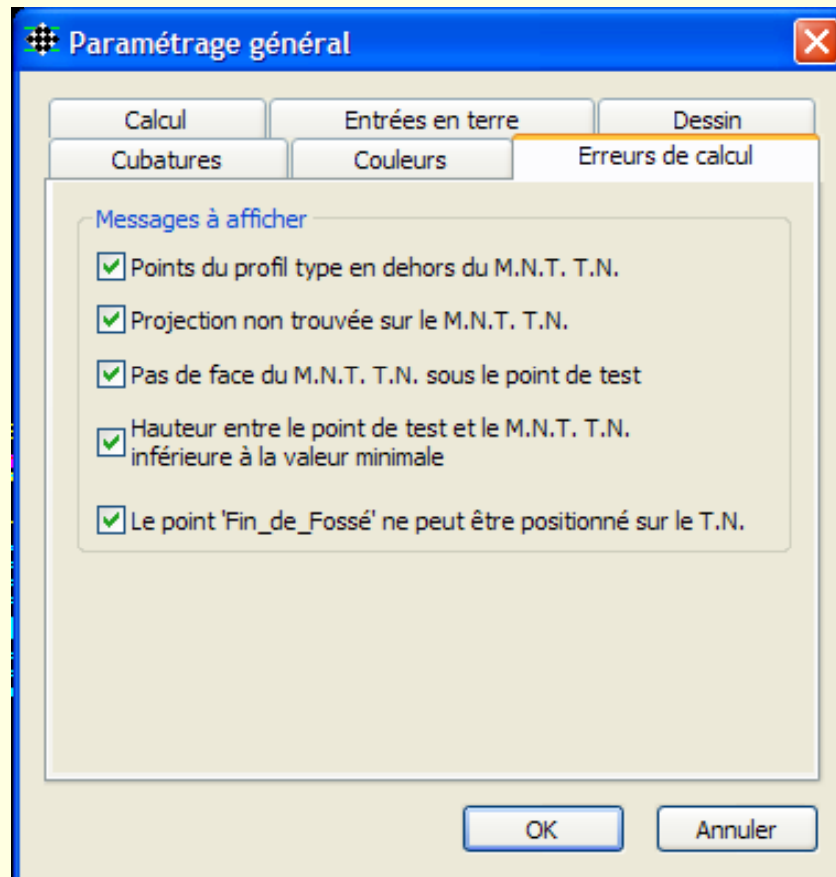 Paramétrage général
Calcul
Entrées en terre
Dessin
Cubatures
Couleurs
Erreurs de calcul
Messages à afficher
Points du profil type en dehors du M.N.T. T.N.
Projection non trouvée sur le M.N.T. T.N.
Pas de face du M.N.T. T.N. sous le point de test
Hauteur entre le point de test et le M.N.T. T.N.
inférieure à la valeur minimale
Le point 'Fin_de_Fossé' ne peut être positionné sur le T.N.
OK
Annuler